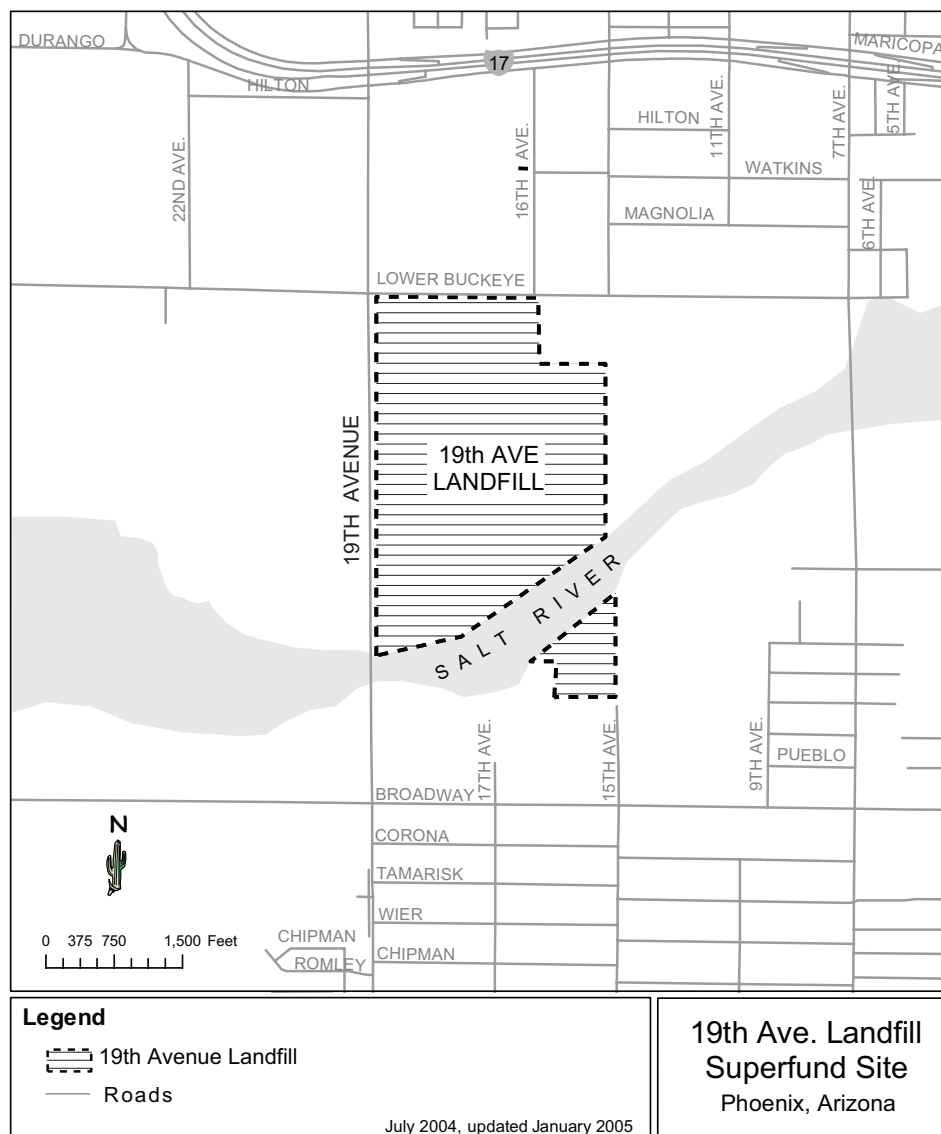 DURANGO
MARICOPA
17
HILTON
5TH AVE.
11TH AVE.
7TH AVE.
HILTON
22ND AVE.
16TH AVE.
WATKINS
MAGNOLIA
6TH AVE.
LOWER BUCKEYE
19TH AVENUE
19th AVE
LANDFILL
SALT RIVER
17TH AVE.
15TH AVE.
9TH AVE.
PUEBLO
BROADWAY
N
CORONA
TAMARISK
WIER
0 375 750 1,500 Feet
CHIPMAN
CHIPMAN
ROMLEY
Legend
19th Avenue Landfill
Roads
July 2004, updated January 2005
19th Ave. Landfill
Superfund Site
Phoenix, Arizona